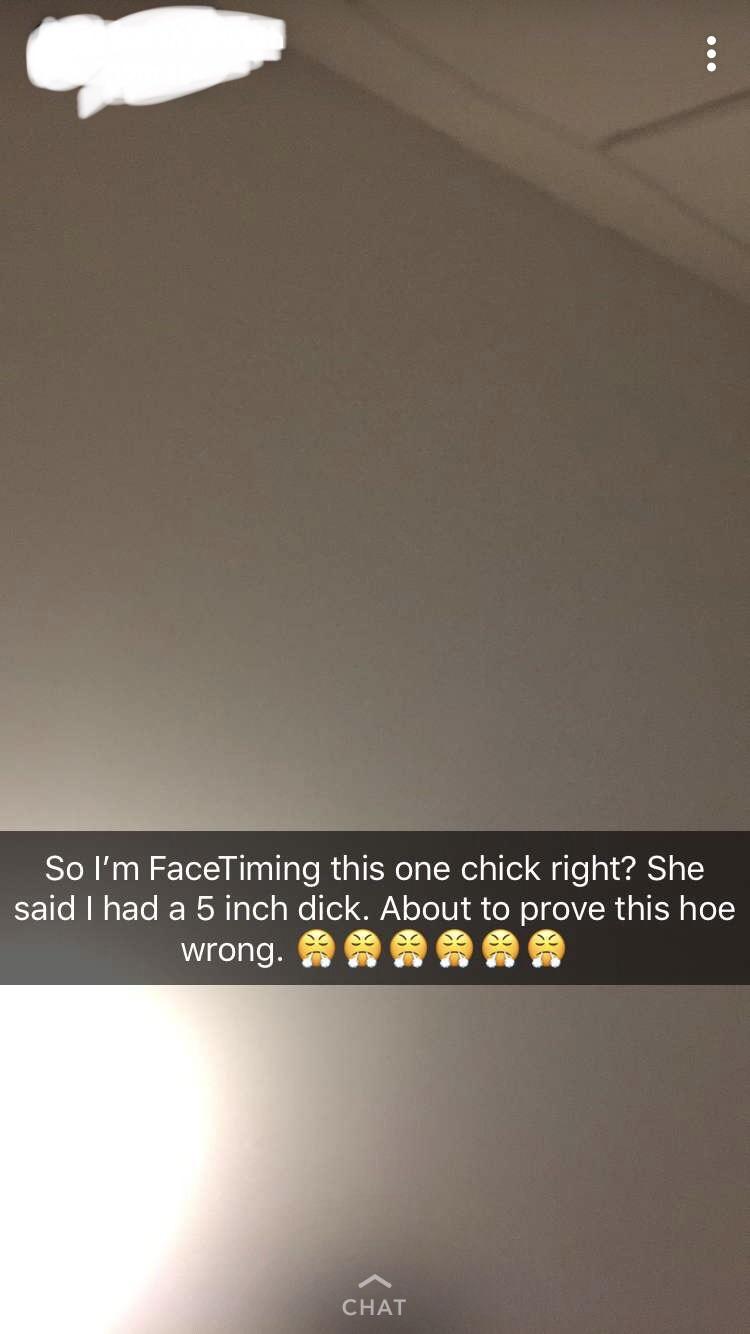 So I’m FaceTiming this one chick right? She
said I had a 5 inch dick. About to prove this hoe
wrong. 😤😤😤😤😤😤
CHAT